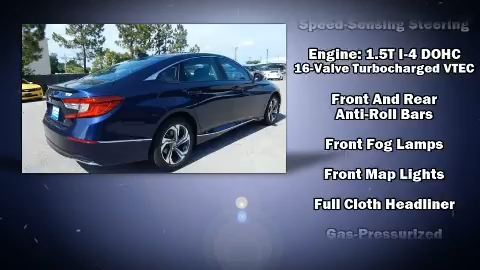 Speed-Sensing Steering
Engine: 1.5T I-4 DOHC
16-Valve Turbocharged VTEC
Front And Rear
Anti-Roll Bars
Front Fog Lamps
Front Map Lights
Full Cloth Headliner
Gas-Pressurized